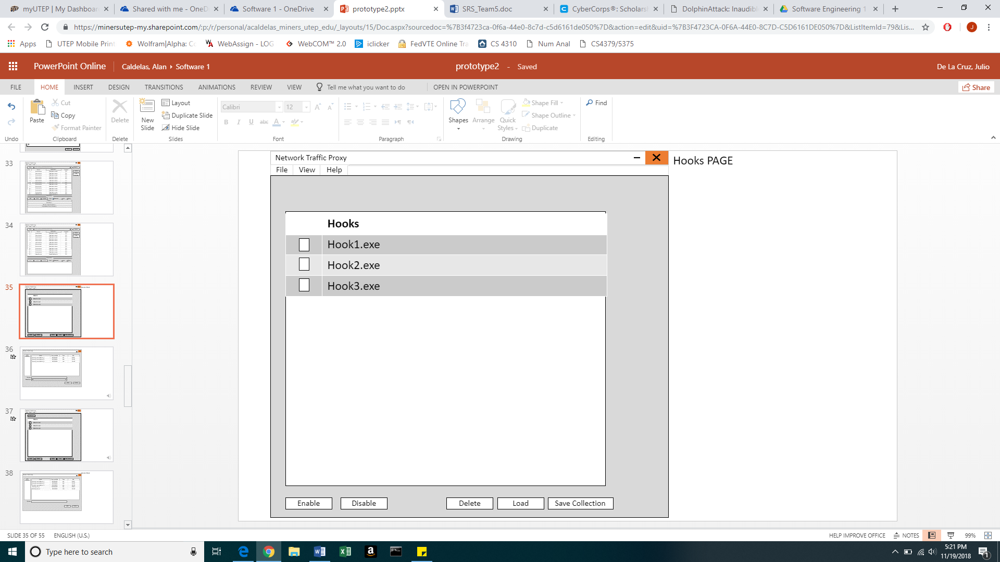 myUTEP | My Dashboar
Shared with me - OneD
Software 1 - OneDrive
prototype2.pptx
SRS_Team5.doc
CyberCorps®: Scholarsh
DolphinAttack: Inaudibl
Software Engineering 1
https://minersutep-my.sharepoint.com/:p:/r/personal/acaldelas_miners_utep_edu/_layouts/15/Doc.aspx?sourcedoc=%7B3f4723ca-0f6a-44e0-8c7d-c5d6161de050%7D&action=edit&uid=%7B3F4723CA-0F6A-44E0-8C7D-C5D6161DE050%7D&ListItemId=79&Lis...
J
Apps
UTEP Mobile Print
Wolfram|Alpha: Co
WebAssign - LOG
WebCOM™ 2.0
iclicker
FedVTE Online Tra
CS 4310
Num Anal
CS4379/5375
PowerPoint Online
Caldelas, Alan ▸ Software 1
prototype2 - Saved
De La Cruz, Julio
FILE HOME INSERT DESIGN TRANSITIONS ANIMATIONS REVIEW VIEW Tell me what you want to do OPEN IN POWERPOINT Share
Undo
Paste
Cut
Copy
Format Painter
Clipboard
Delete
Delete
New Slide
Layout
Duplicate Slide
Hide Slide
Slides
Calibri 12
B I U abc A
Font
Paragraph
Shapes
Arrange
Quick Styles
Shape Fill
Shape Outline
Duplicate
Drawing
Find
Editing
33
34
35
36
37
38
Network Traffic Proxy
File View Help
Hooks PAGE
Hooks
Hook1.exe
Hook2.exe
Hook3.exe
Enable Disable Delete Load Save Collection
SLIDE 35 OF 55 ENGLISH (U.S.) HELP IMPROVE OFFICE NOTES 99%
Type here to search
5:21 PM
11/19/2018
1